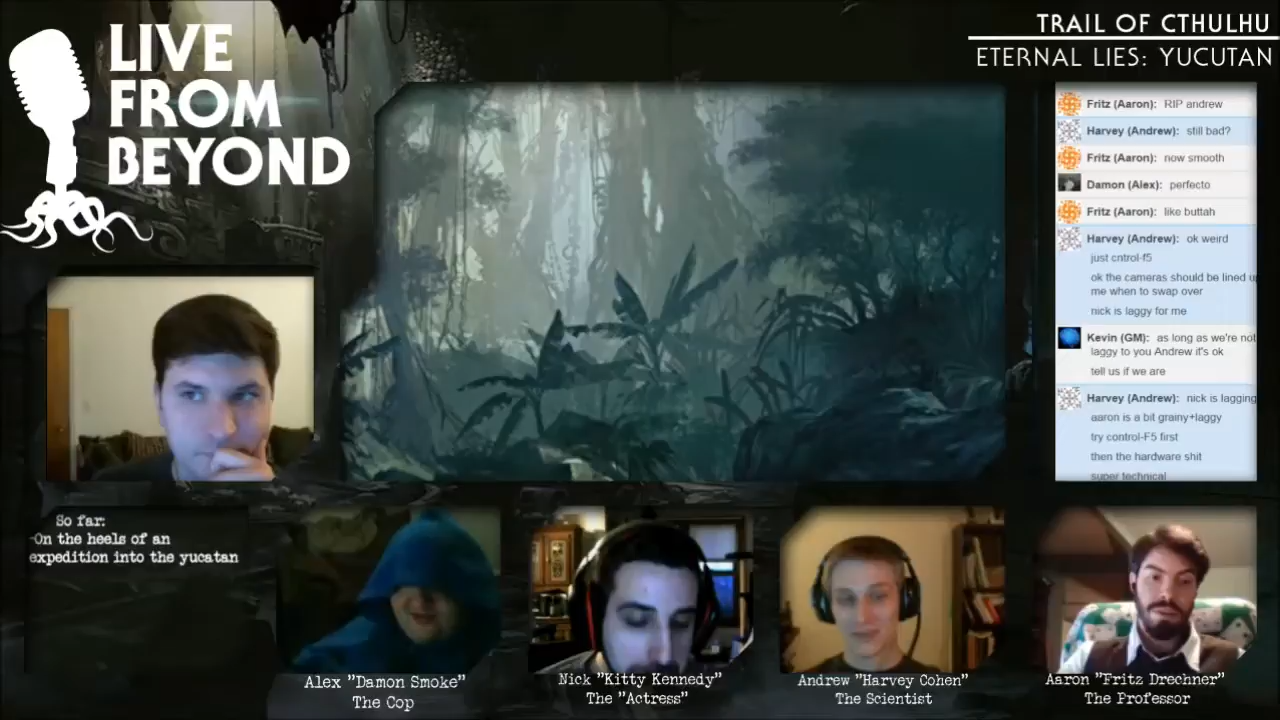 LIVE
FROM
BEYOND
TRAIL OF CTHULHU
ETERNAL LIES: YUCUTAN
Fritz (Aaron): RIP andrew
Harvey (Andrew): still bad?
Fritz (Aaron): now smooth
Damon (Alex): perfecto
Fritz (Aaron): like buttah
Harvey (Andrew): ok weird
just cntrol-f5
ok the cameras should be lined
me when to swap over
nick is laggy for me
Kevin (GM): as long as we're not
laggy to you Andrew it's ok
tell us if we are
Harvey (Andrew): nick is lagging
aaron is a bit grainy+laggy
try control-F5 first
then the hardware shit
super technical
So far:
-On the heels of an
expedition into the yucatan
Alex "Damon Smoke"
The Cop
Nick "Kitty Kennedy"
The "Actress"
Andrew "Harvey Cohen"
The Scientist
Aaron "Fritz Drechner"
The Professor